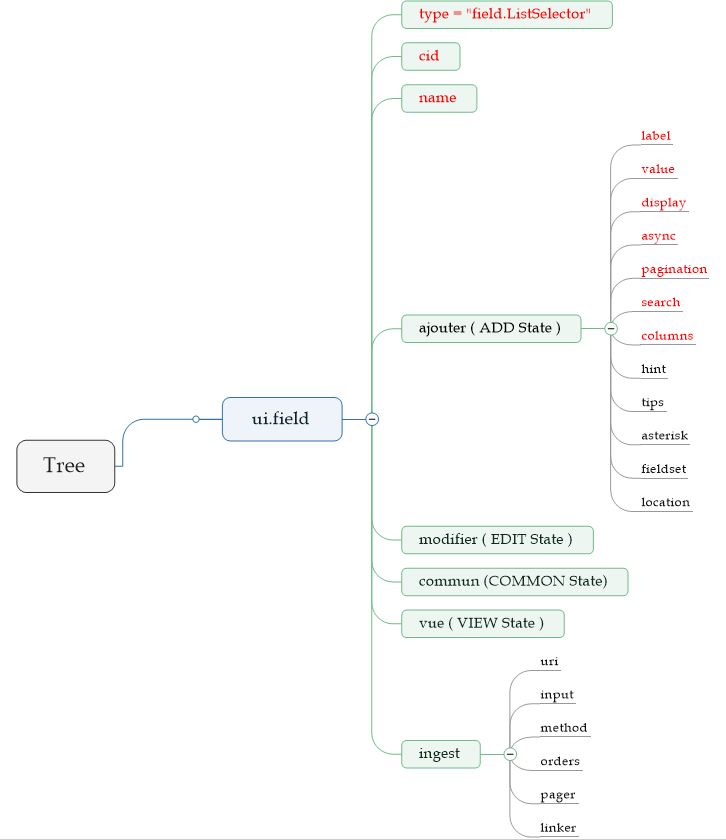 type = "field.ListSelector"
cid
name
label
value
display
async
pagination
search
columns
hint
tips
asterisk
fieldset
location
ajouter ( ADD State )
ui.field
Tree
modifier ( EDIT State )
commun (COMMON State)
vue ( VIEW State )
uri
input
method
orders
pager
linker
ingest